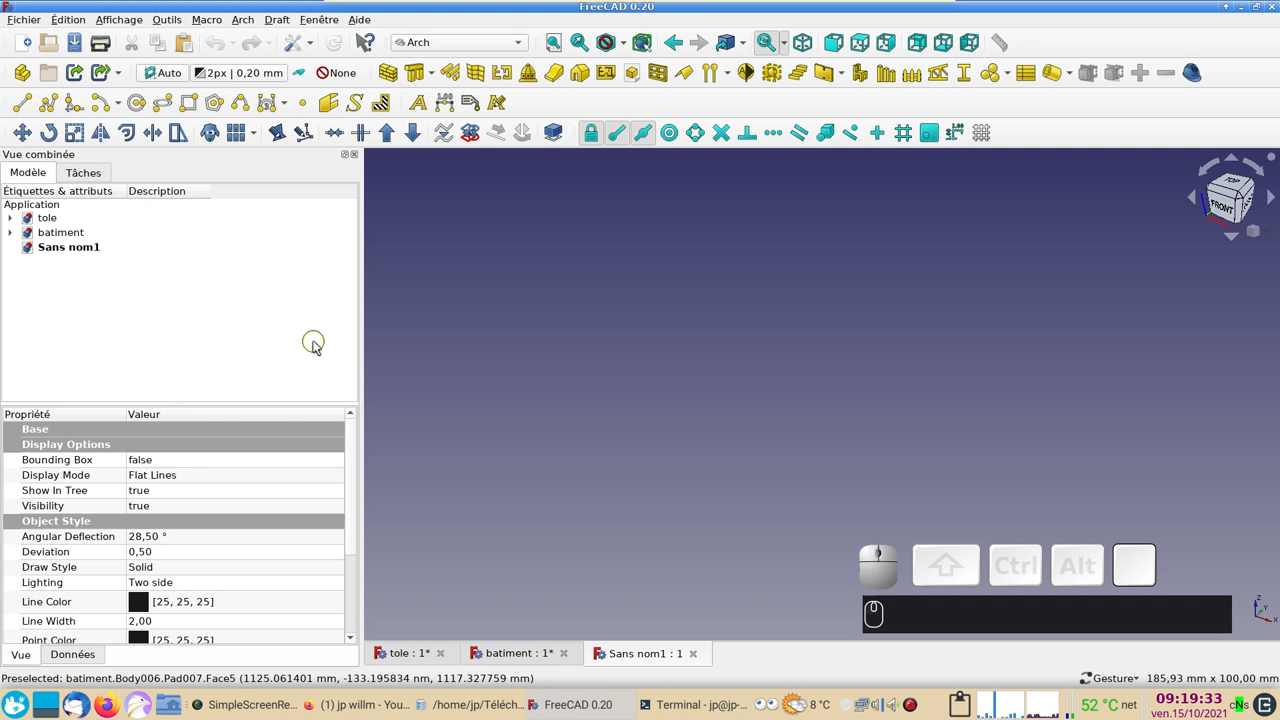 FreeCAD 0.20
Fichier Édition Affichage Outils Macro Arch Draft Fenêtre Aide
Arch
Auto 2px | 0,20 mm None
Vue combinée
Modèle Tâches
Étiquettes & attributs Description
Application
tole
batiment
Sans nom1
FRONT
Propriété Valeur
Base
Display Options
Bounding Box false
Display Mode Flat Lines
Show In Tree true
Visibility true
Object Style
Angular Deflection 28,50 °
Deviation 0,50
Draw Style Solid
Lighting Two side
Line Color [25, 25, 25]
Line Width 2,00
Point Color [25, 25, 25]
Ctrl Alt
Vue Données
tole : 1* batiment : 1* Sans nom1 : 1
Preselected: batiment.Body006.Pad007.Face5 (1125.061401 mm, -133.159834 mm, 1117.327759 mm)
Gesture 185,93 mm x 100,00 mm
SimpleScreenRe... (1) jp willm - You... /home/jp/Téléch... FreeCAD 0.20 Terminal - jp@jp-... 8°C 52 °C net 09:19:33
ven.15/10/2021